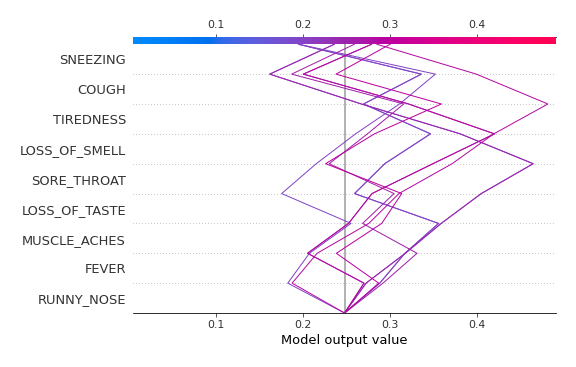 0.1 0.2 0.3 0.4
SNEEZING
COUGH
TIREDNESS
LOSS_OF_SMELL
SORE_THROAT
LOSS_OF_TASTE
MUSCLE_ACHES
FEVER
RUNNY_NOSE
0.1 0.2 0.3 0.4
Model output value